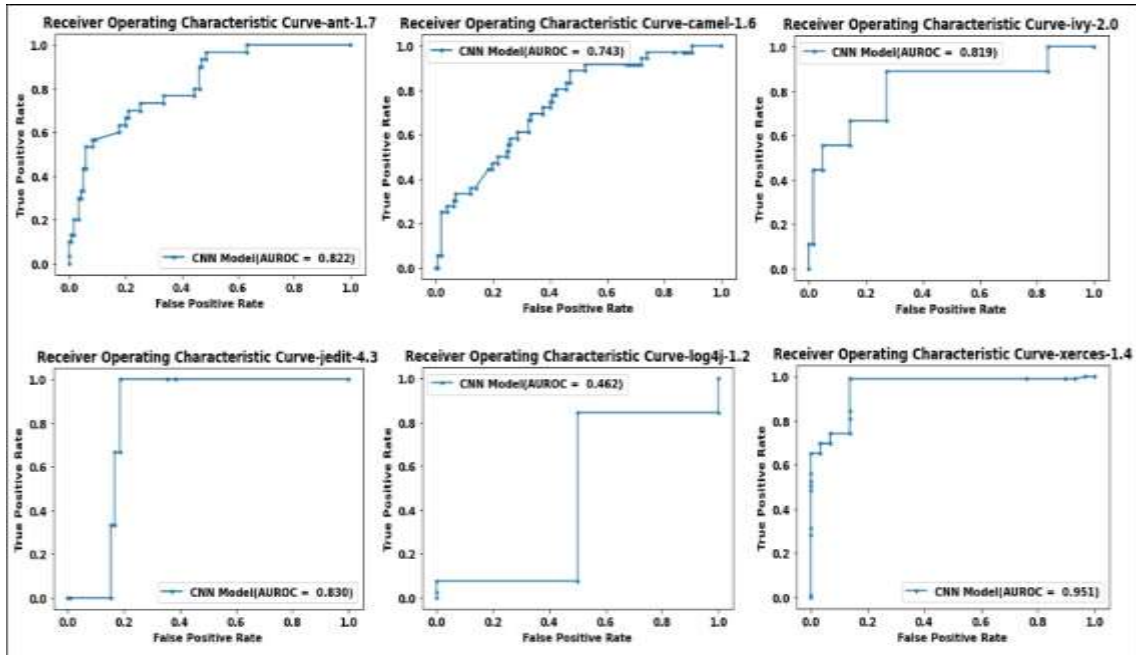 Receiver Operating Characteristic Curve-ant-1.7
1.0
0.8
0.6
0.4
0.2
0.0
True Positive Rate
CNN Model(AUROC = 0.822)
0.0 0.2 0.4 0.6 0.8 1.0
False Positive Rate
Receiver Operating Characteristic Curve-camel-1.6
CNN Model(AUROC = 0.743)
1.0
0.8
0.6
0.4
0.2
0.0
True Positive Rate
0.0 0.2 0.4 0.6 0.8 1.0
False Positive Rate
Receiver Operating Characteristic Curve-ivy-2.0
CNN Model(AUROC = 0.819)
1.0
0.8
0.6
0.4
0.2
0.0
True Positive Rate
0.0 0.2 0.4 0.6 0.8 1.0
False Positive Rate
Receiver Operating Characteristic Curve-jedit-4.3
1.0
0.8
0.6
0.4
0.2
0.0
True Positive Rate
CNN Model(AUROC = 0.830)
0.0 0.2 0.4 0.6 0.8 1.0
False Positive Rate
Receiver Operating Characteristic Curve-log4j-1.2
CNN Model(AUROC = 0.462)
1.0
0.8
0.6
0.4
0.2
0.0
True Positive Rate
0.0 0.2 0.4 0.6 0.8 1.0
False Positive Rate
Receiver Operating Characteristic Curve-xerces-1.4
1.0
0.8
0.6
0.4
0.2
0.0
True Positive Rate
CNN Model(AUROC = 0.951)
0.0 0.2 0.4 0.6 0.8 1.0
False Positive Rate